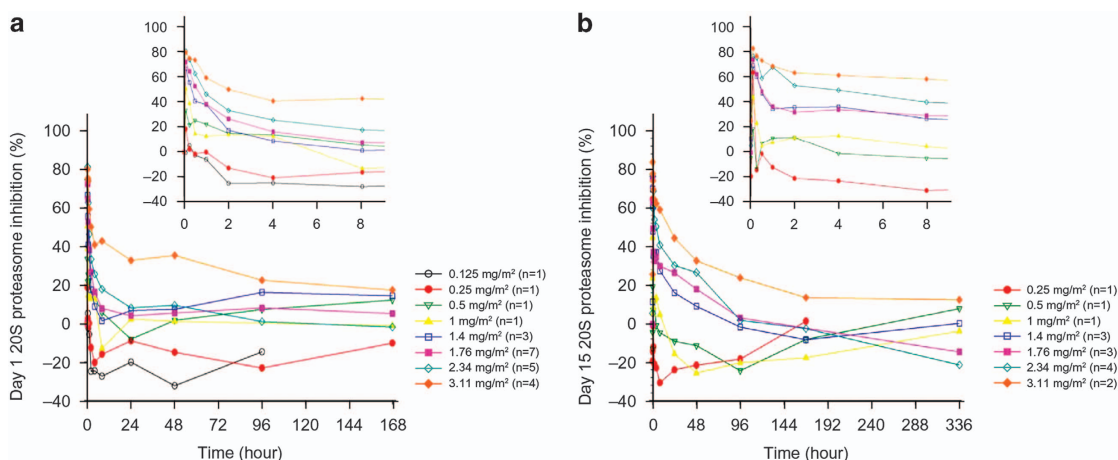 a
100
80
60
40
20
0
–20
–40
0 2 4 6 8
100
80
60
40
20
0
–20
–40
Day 1 20S proteasome inhibition (%)
0 24 48 72 96 120 144 168
Time (hour)
0.125 mg/m² (n=1)
0.25 mg/m² (n=1)
0.5 mg/m² (n=1)
1 mg/m² (n=1)
1.4 mg/m² (n=3)
1.76 mg/m² (n=7)
2.34 mg/m² (n=5)
3.11 mg/m² (n=4)
b
100
80
60
40
20
0
–20
–40
0 2 4 6 8
100
80
60
40
20
0
–20
–40
Day 15 20S proteasome inhibition (%)
0 48 96 144 192 240 288 336
Time (hour)
0.25 mg/m² (n=1)
0.5 mg/m² (n=1)
1 mg/m² (n=1)
1.4 mg/m² (n=3)
1.76 mg/m² (n=3)
2.34 mg/m² (n=4)
3.11 mg/m² (n=2)